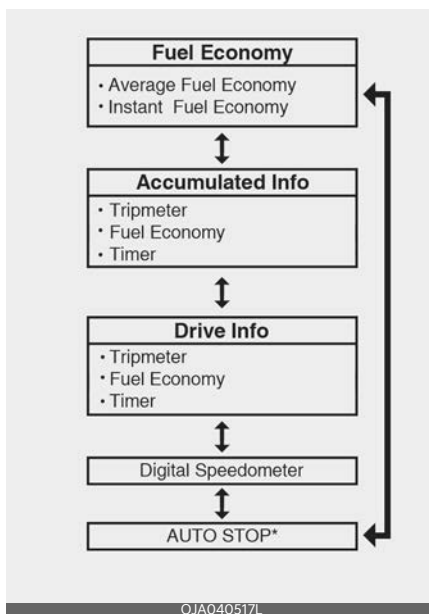 Fuel Economy
• Average Fuel Economy
• Instant Fuel Economy
Accumulated Info
• Tripmeter
• Fuel Economy
• Timer
Drive Info
• Tripmeter
• Fuel Economy
• Timer
Digital Speedometer
AUTO STOP*
OJA040517L